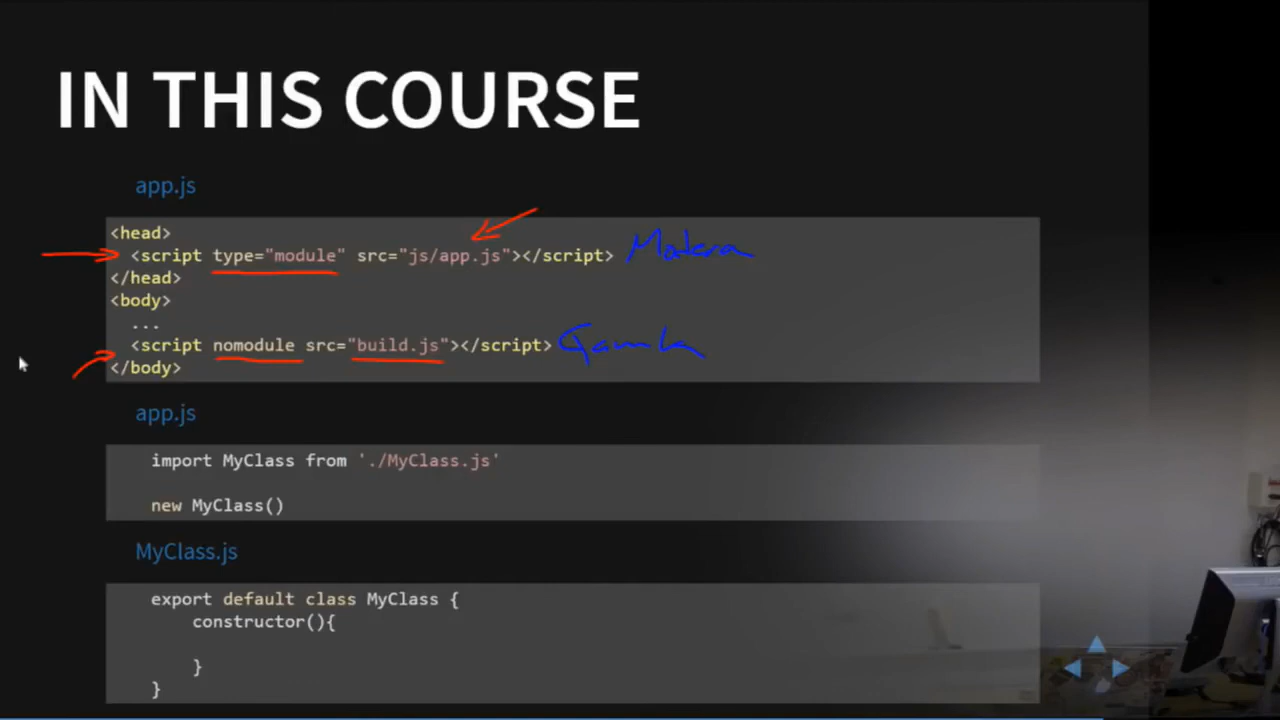 IN THIS COURSE
app.js
<head>
<script type="module" src="js/app.js"></script> Moderna
</head>
<body>
...
<script nomodule src="build.js"></script> Gamla
</body>
app.js
import MyClass from './MyClass.js'
new MyClass()
MyClass.js
export default class MyClass {
constructor(){
}
}